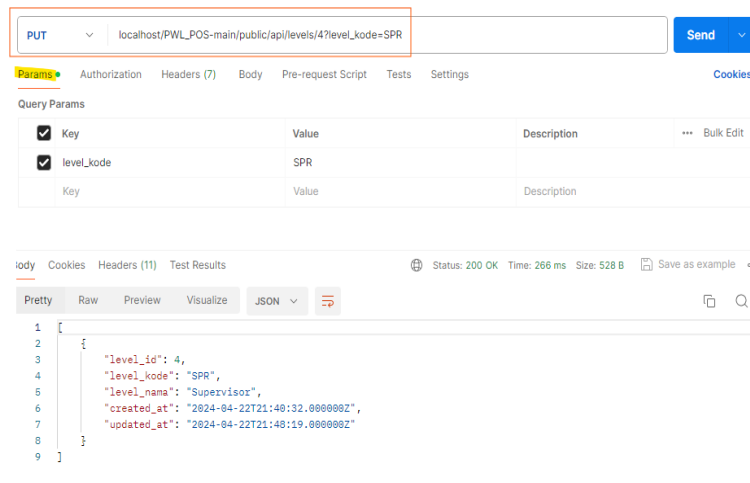 PUT localhost/PWL_POS-main/public/api/levels/4?level_kode=SPR Send
Params Authorization Headers (7) Body Pre-request Script Tests Settings Cookies
Query Params
Key Value Description Bulk Edit
level_kode SPR
Key Value Description
Body Cookies Headers (11) Test Results Status: 200 OK Time: 266 ms Size: 528 B Save as example
Pretty Raw Preview Visualize JSON
1 [
2 {
3 "level_id": 4,
4 "level_kode": "SPR",
5 "level_nama": "Supervisor",
6 "created_at": "2024-04-22T21:40:32.000000Z",
7 "updated_at": "2024-04-22T21:48:19.000000Z"
8 }
9 ]